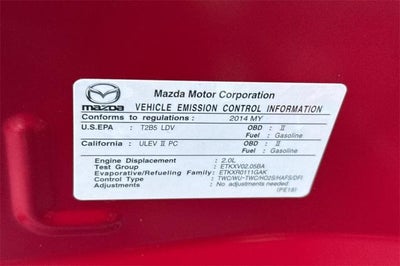 Mazda Motor Corporation
mazda VEHICLE EMISSION CONTROL INFORMATION
Conforms to regulations : 2014 MY
U.S.EPA : T2B5 LDV OBD : II
Fuel : Gasoline
California : ULEV II PC OBD : II
Fuel : Gasoline
Engine Displacement : 2.0L
Test Group : ETKXV02.05BA
Evaporative/Refueling Family: ETKXR0111GAK
Control Type : TWC/WU-TWC/HO2S/HAFS/DFI
Adjustments : No adjustments needed.
(PE1S)